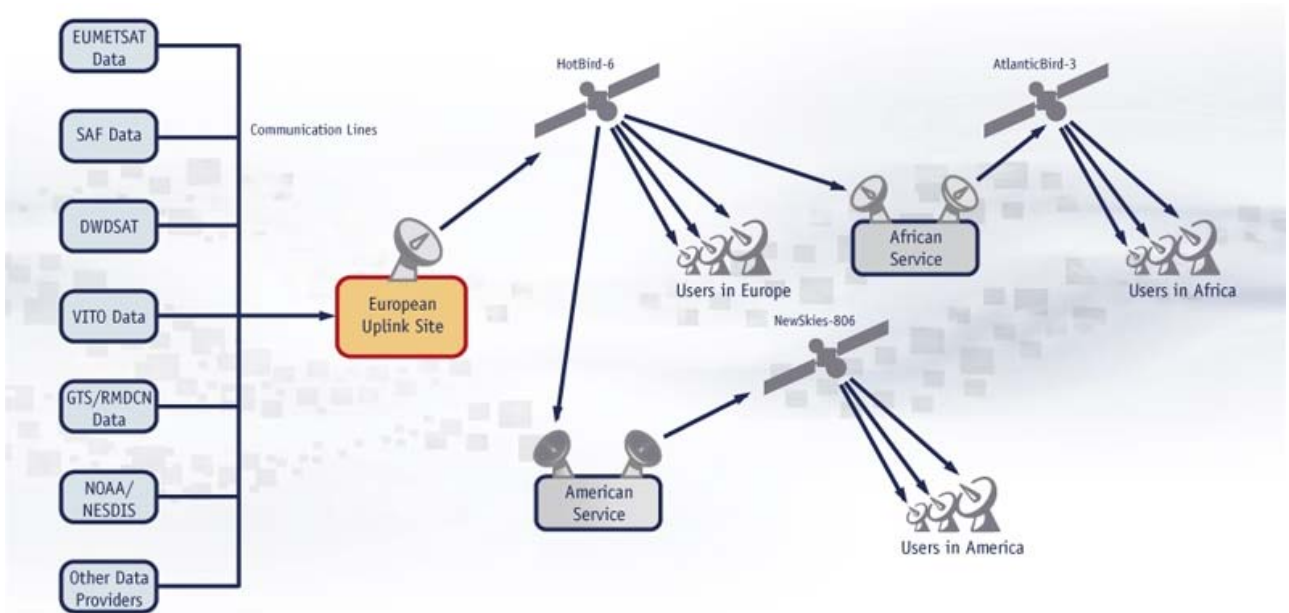 EUMETSAT
Data
SAF Data
DWDSAT
VITO Data
GTS/RMDCN
Data
NOAA/
NESDIS
Other Data
Providers
Communication Lines
European
Uplink Site
HotBird-6
Users in Europe
African
Service
AtlanticBird-3
Users in Africa
American
Service
NewSkies-806
Users in America